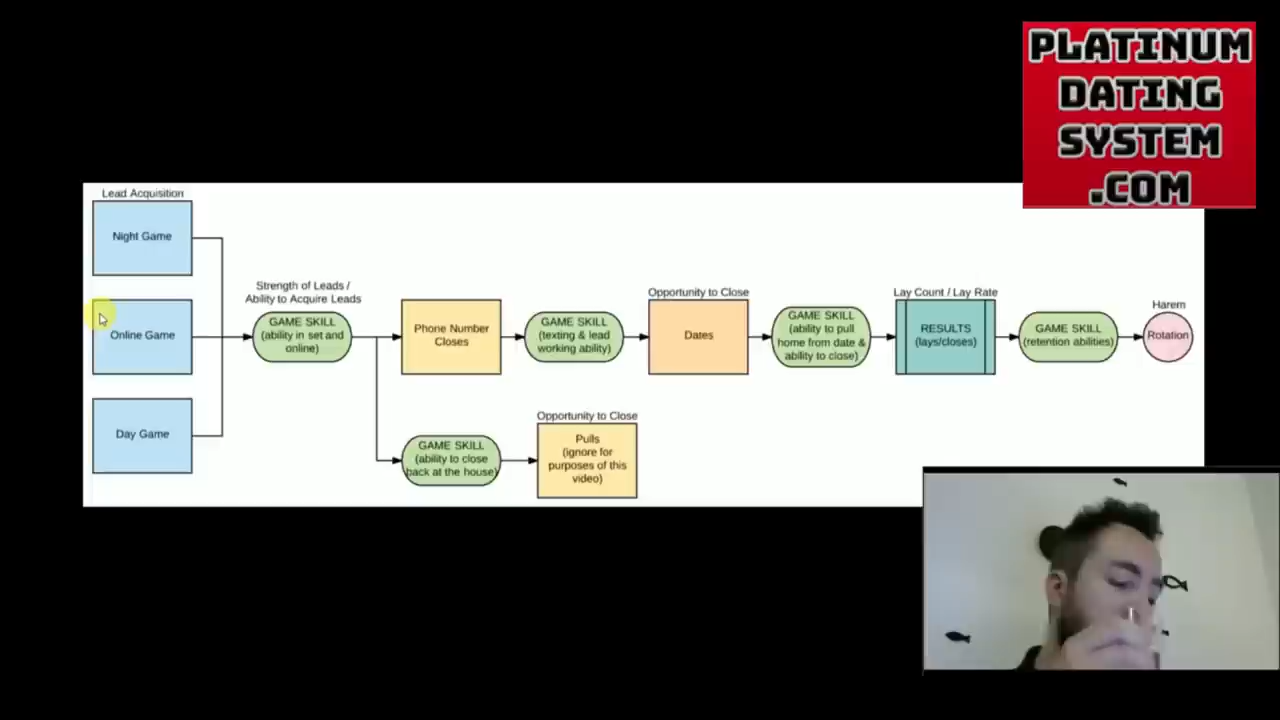 PLATINUM
DATING
SYSTEM
.COM
Lead Acquisition
Night Game
Online Game
Day Game
Strength of Leads /
Ability to Acquire Leads
GAME SKILL
(ability in set and
online)
Phone Number
Closes
GAME SKILL
(texting & lead
working ability)
Opportunity to Close
Dates
GAME SKILL
(ability to pull
home from date &
ability to close)
Lay Count / Lay Rate
RESULTS
(lays/closes)
GAME SKILL
(retention abilities)
Harem
Rotation
GAME SKILL
(ability to close
back at the house)
Opportunity to Close
Pulls
(ignore for
purposes of this
video)